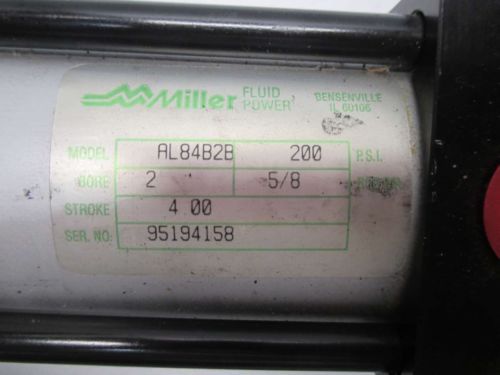 Miller FLUID POWER
BENSENVILLE
IL 60106
MODEL AL84B2B 200 P.S.I.
BORE 2 5/8
STROKE 4.00
SER. NO. 95194158